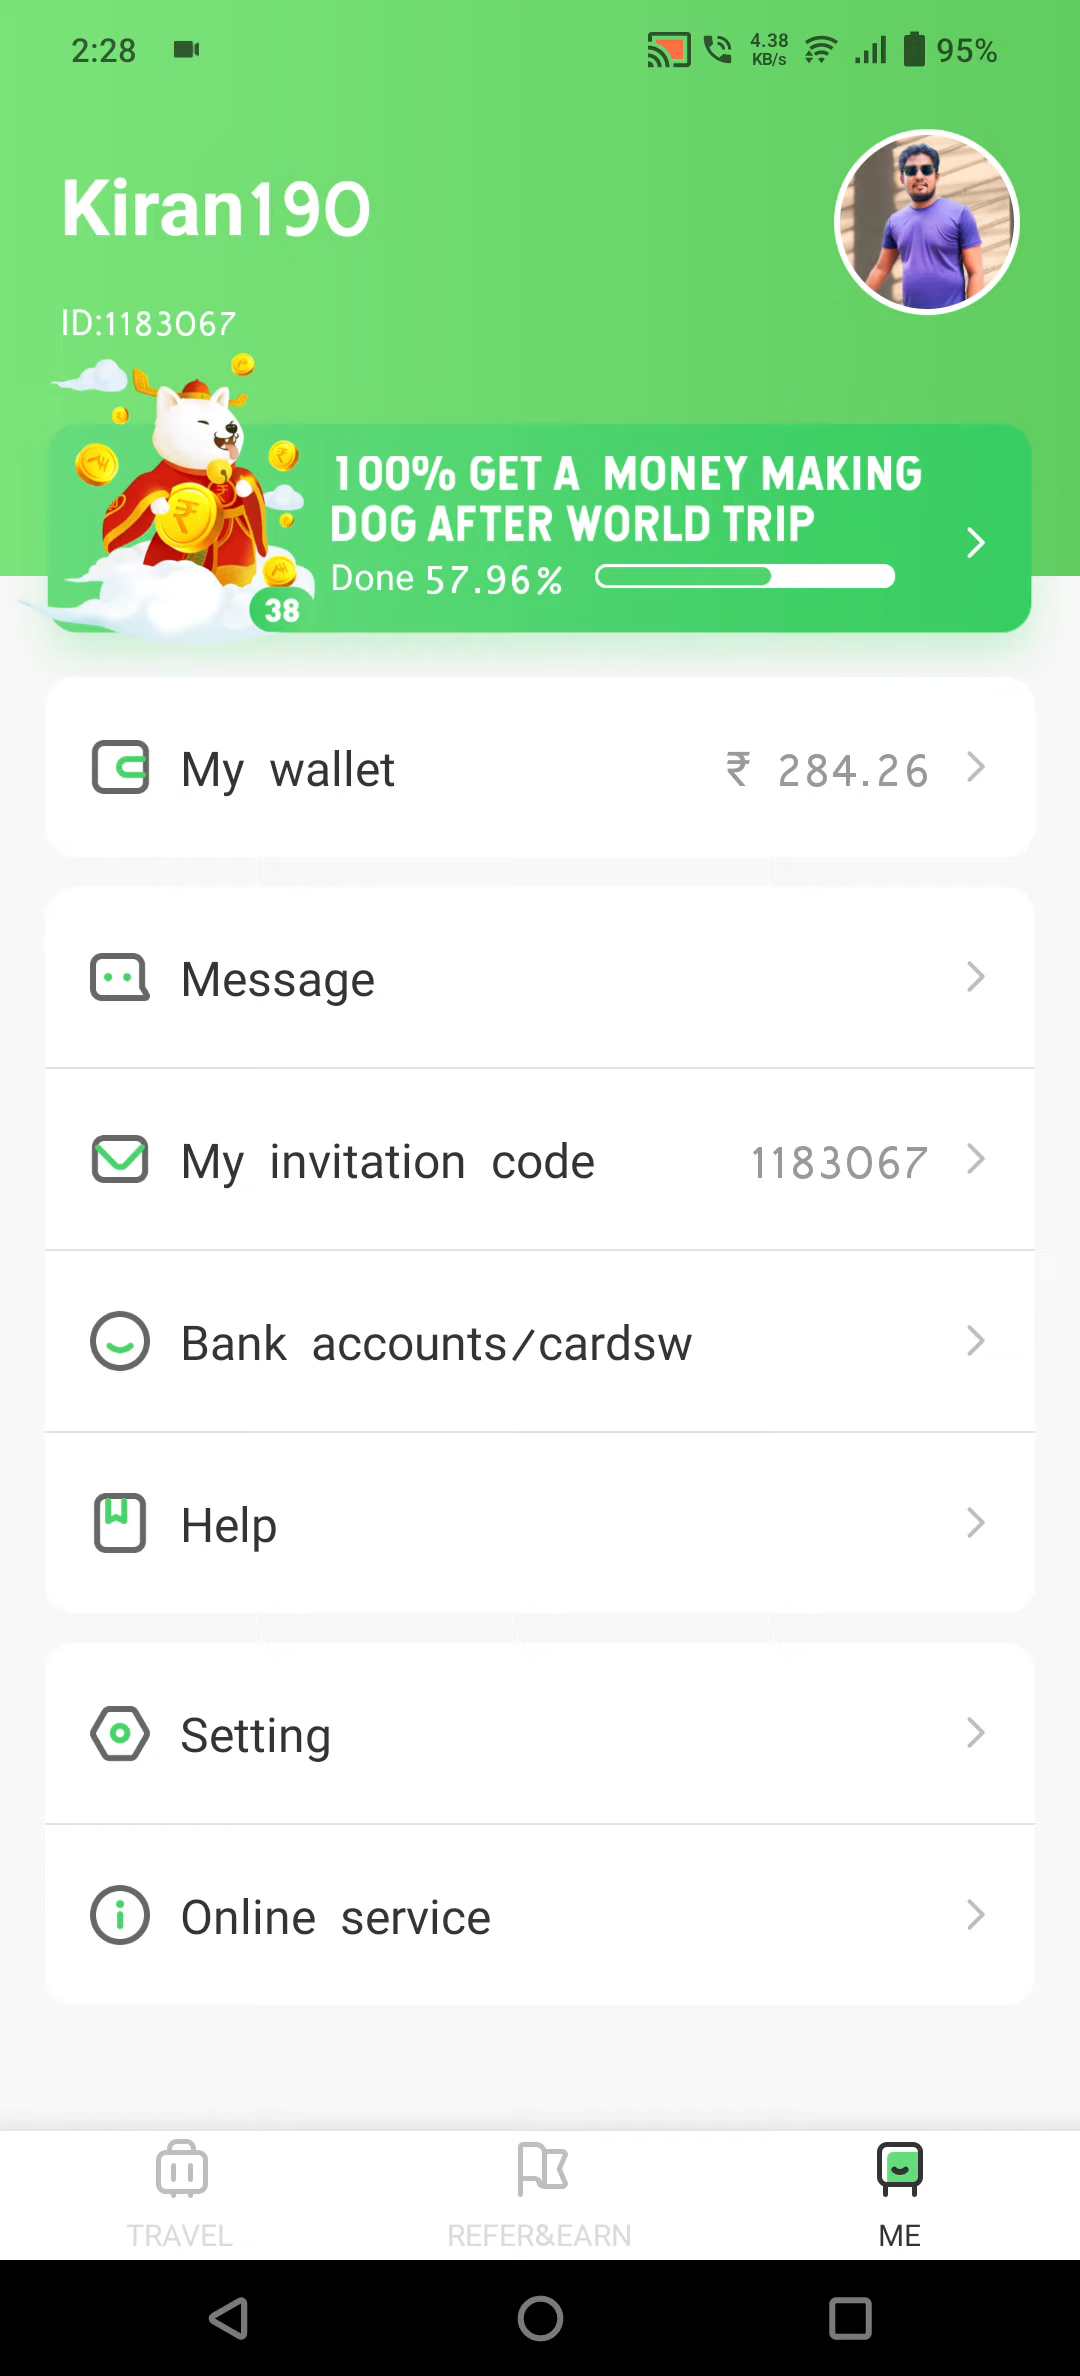 2:28
4.38
KB/s
95%
Kiran190
ID:1183067
100% GET A MONEY MAKING
DOG AFTER WORLD TRIP
Done 57.96%
38
My wallet
₹ 284.26
Message
My invitation code
1183067
Bank accounts/cardsw
Help
Setting
Online service
TRAVEL
REFER&EARN
ME